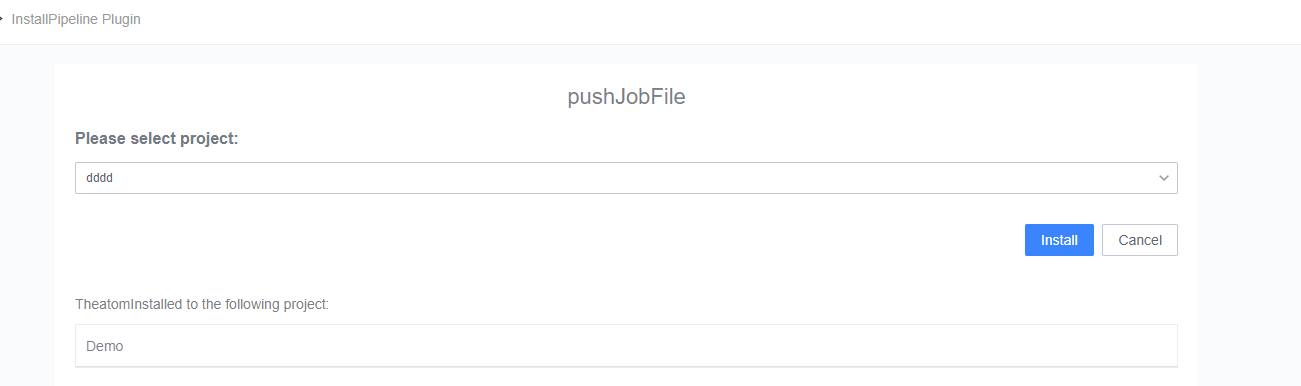 InstallPipeline Plugin
pushJobFile
Please select project:
dddd
Install Cancel
TheatomInstalled to the following project:
Demo